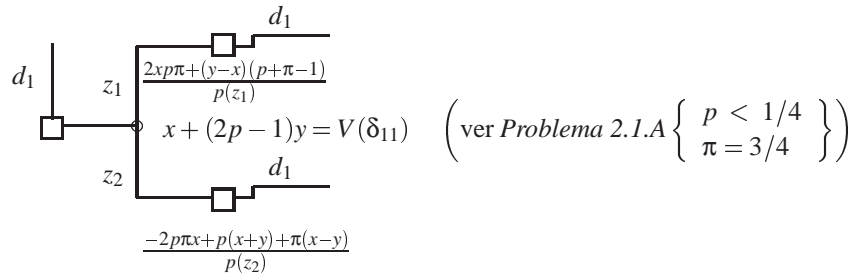 d₁
d₁
z₁
2xpπ+(y−x)(p+π−1)
p(z₁)
x + (2p − 1)y = V(δ₁₁) (ver Problema 2.1.A { p < 1/4 π = 3/4 })
z₂
d₁
−2pπx+p(x+y)+π(x−y)
p(z₂)